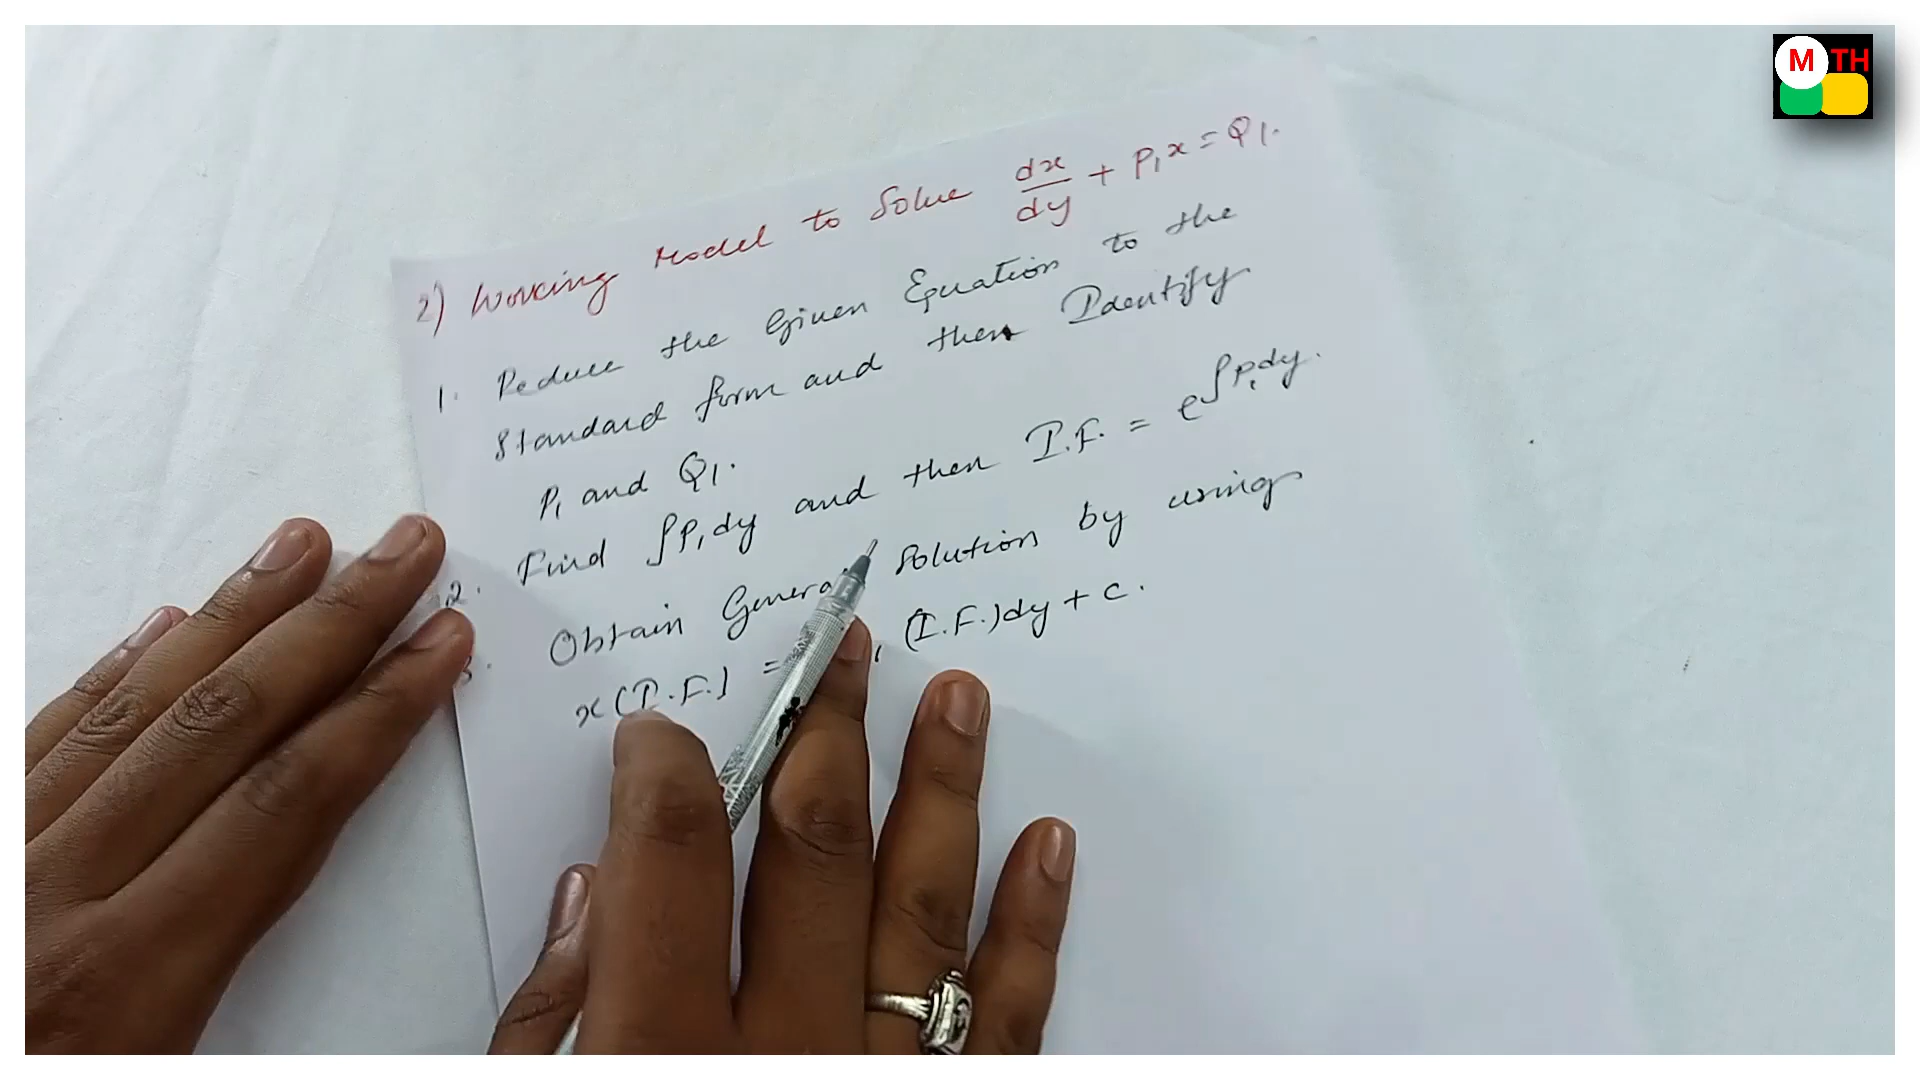 M TH
2) Working Model to Solve dx/dy + P₁x = Q₁.
1. Reduce the Given Equation to the
Standard form and then Identify
P₁ and Q₁.
2. Find ∫P₁dy and then I.F. = e^∫P₁dy.
3. Obtain General Solution by using
x(I.F.) = (I.F.)dy + c.